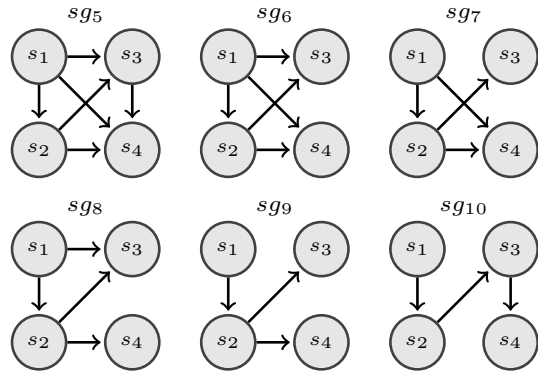 sg₅ sg₆ sg₇
s₁ s₃ s₁ s₃ s₁ s₃
s₂ s₄ s₂ s₄ s₂ s₄
sg₈ sg₉ sg₁₀
s₁ s₃ s₁ s₃ s₁ s₃
s₂ s₄ s₂ s₄ s₂ s₄